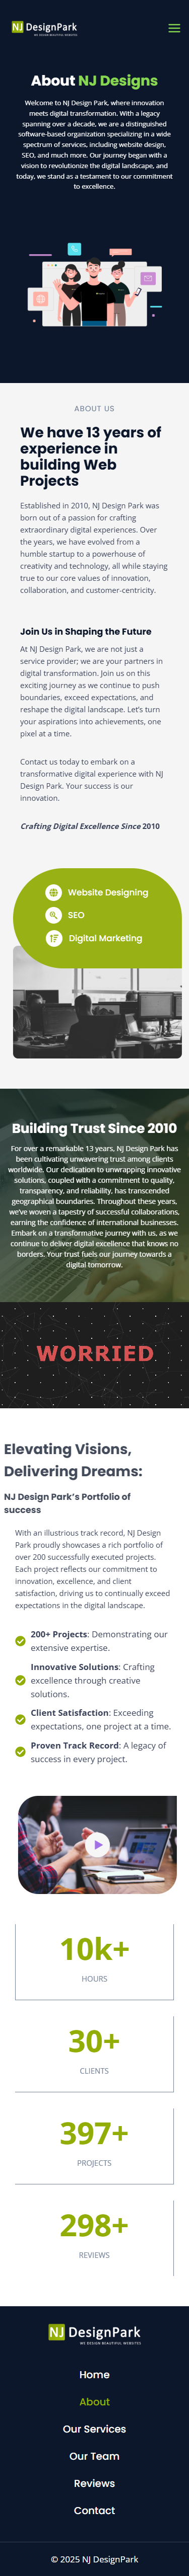 NJ DesignPark
WE DESIGN BEAUTIFUL WEBSITES
About NJ Designs
Welcome to NJ Design Park, where innovation
meets digital transformation. With a legacy
spanning over a decade, we are a distinguished
software-based organization specializing in a wide
spectrum of services, including website design,
SEO, and much more. Our journey began with a
vision to reshape the digital landscape, and
today, we stand as a testament to our commitment
to excellence.
ABOUT US
We have 13 years of
experience in
building Web
Projects
Established in 2010, NJ Design Park was
born out of a passion for crafting
extraordinary digital experiences. Over
the years, we have evolved from a
humble startup to a powerhouse of
creativity and technology, all while staying
true to our core values of innovation,
collaboration, and customer-centricity.
Join Us in Shaping the Future
At NJ Design Park, we are not just a
service provider; we are your partners in
digital transformation. Join us on this
exciting journey as we continue to push
boundaries, exceed expectations, and
reshape the digital landscape. Let’s turn
your aspirations into achievements, one
pixel at a time.
Contact us today to embark on a
transformative digital experience with NJ
Design Park. Your success is our
innovation.
Crafting Digital Excellence Since 2010
Website Designing
SEO
Digital Marketing
Building Trust Since 2010
For over a remarkable 13 years, NJ Design Park has
been cultivating unwavering trust among clients
worldwide. Our dedication to unwrapping innovative
solutions, coupled with a commitment to quality,
transparency, and reliability, has transcended
geographical boundaries. Throughout these years,
we’ve woven a tapestry of successful collaborations,
earning the confidence of international businesses.
Embark on a transformative journey with us, as we
continue to deliver digital excellence that knows no
borders. Your trust fuels our journey towards a
digital tomorrow.
WORRIED
Elevating Visions,
Delivering Dreams:
NJ Design Park’s Portfolio of
success
With an illustrious track record, NJ Design
Park proudly showcases a rich portfolio of
over 200 successfully executed projects.
Each project reflects our commitment to
innovation, excellence, and client
satisfaction, driving us to continually exceed
expectations in the digital landscape.
200+ Projects: Demonstrating our
extensive expertise.
Innovative Solutions: Crafting
excellence through creative
solutions.
Client Satisfaction: Exceeding
expectations, one project at a time.
Proven Track Record: A legacy of
success in every project.
10k+
HOURS
30+
CLIENTS
397+
PROJECTS
298+
REVIEWS
NJ DesignPark
WE DESIGN BEAUTIFUL WEBSITES
Home
About
Our Services
Our Team
Reviews
Contact
© 2025 NJ DesignPark